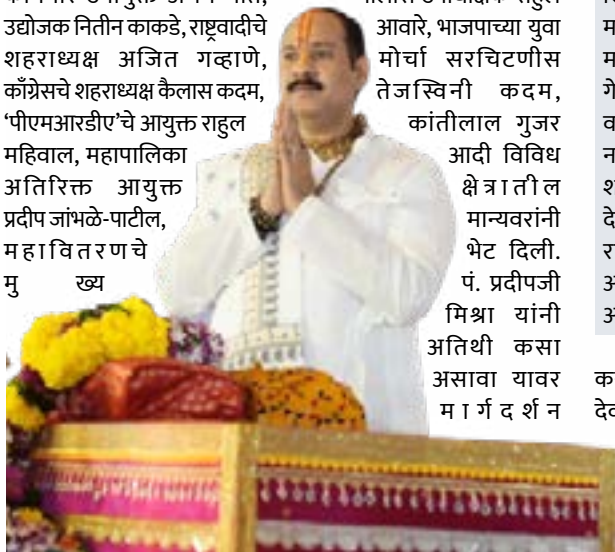 उद्योजक नितीन काकडे, राष्ट्रवादीचे
शहराध्यक्ष अजित गव्हाणे,
काँग्रेसचे शहराध्यक्ष कैलास कदम,
‘पीएमआरडीए’चे आयुक्त राहुल
महिवाल, महापालिका
अतिरिक्त आयुक्त
प्रदीप जांभळे-पाटील,
महावितरणचे
मुख्य
आवारे, भाजपाच्या युवा
मोर्चा सरचिटणीस
तेजस्विनी कदम,
कांतीलाल गुजर
आदी विविध
क्षेत्रातील
मान्यवरांनी
भेट दिली.
पं. प्रदीपजी
मिश्रा यांनी
अतिथी कसा
असावा यावर
मार्गदर्शन